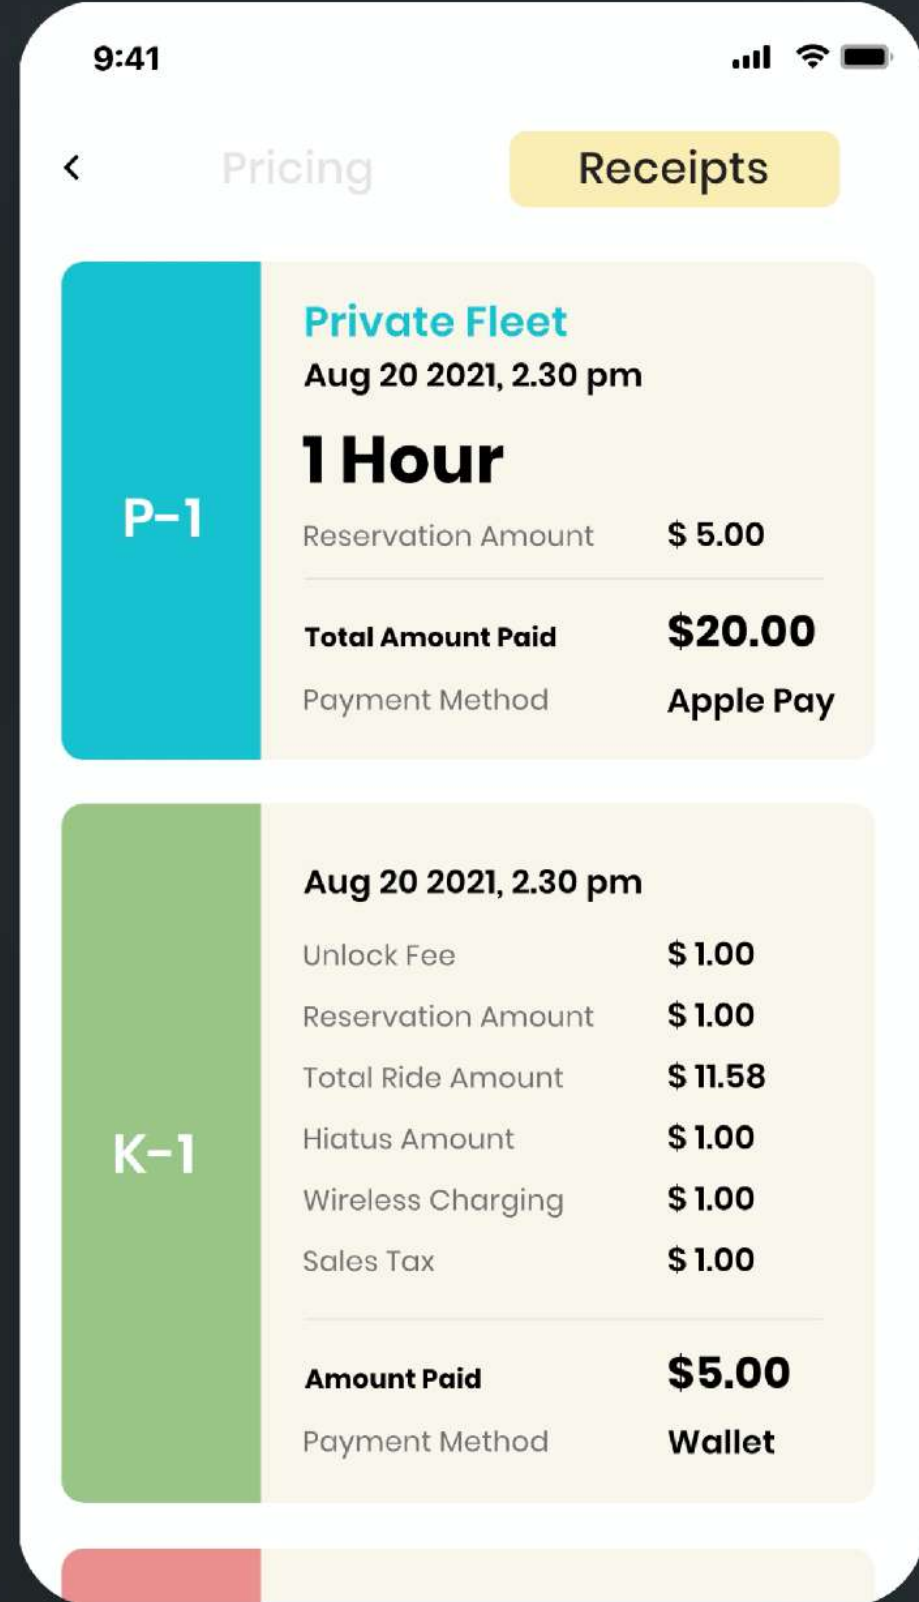 9:41
Pricing
Receipts
P-1
Private Fleet
Aug 20 2021, 2.30 pm
1 Hour
Reservation Amount $ 5.00
Total Amount Paid $20.00
Payment Method Apple Pay
K-1
Aug 20 2021, 2.30 pm
Unlock Fee $ 1.00
Reservation Amount $ 1.00
Total Ride Amount $ 11.58
Hiatus Amount $ 1.00
Wireless Charging $ 1.00
Sales Tax $ 1.00
Amount Paid $5.00
Payment Method Wallet